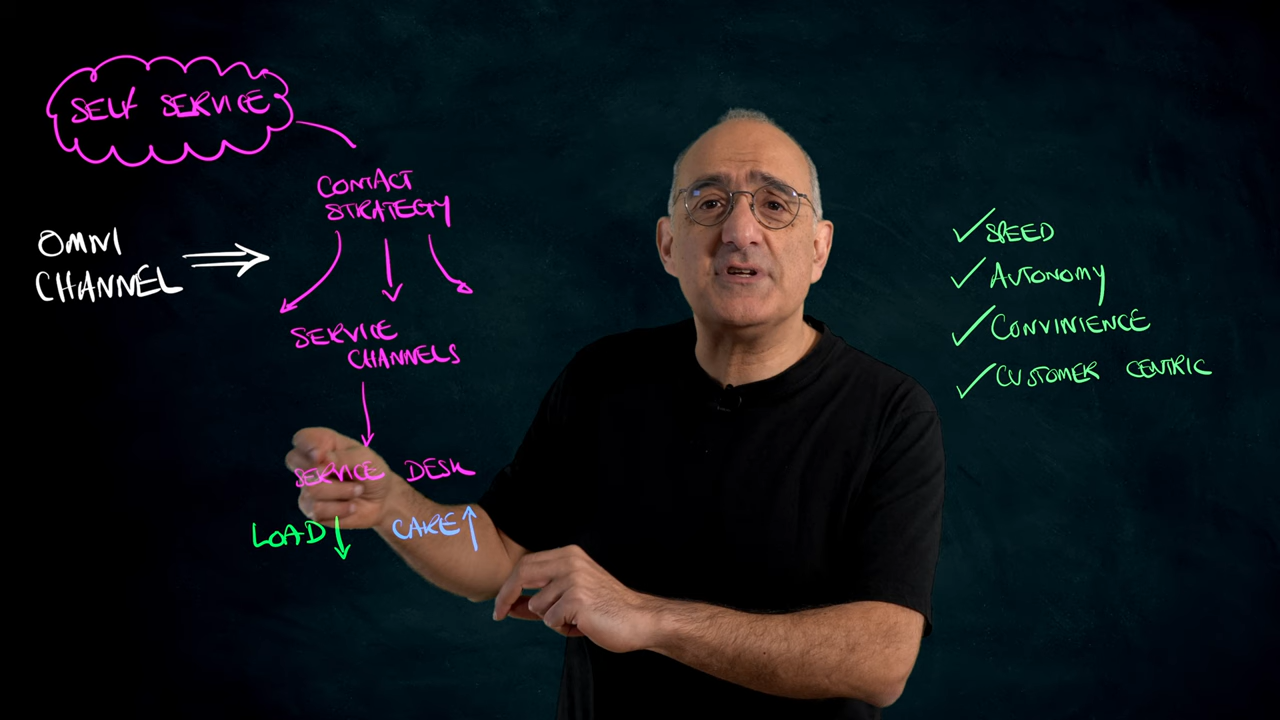 SELF SERVICE
CONTACT
STRATEGY
OMNI
CHANNEL
SERVICE
CHANNELS
SERVICE DESK
LOAD
CARE
SPEED
AUTONOMY
CONVINIENCE
CUSTOMER CENTRIC